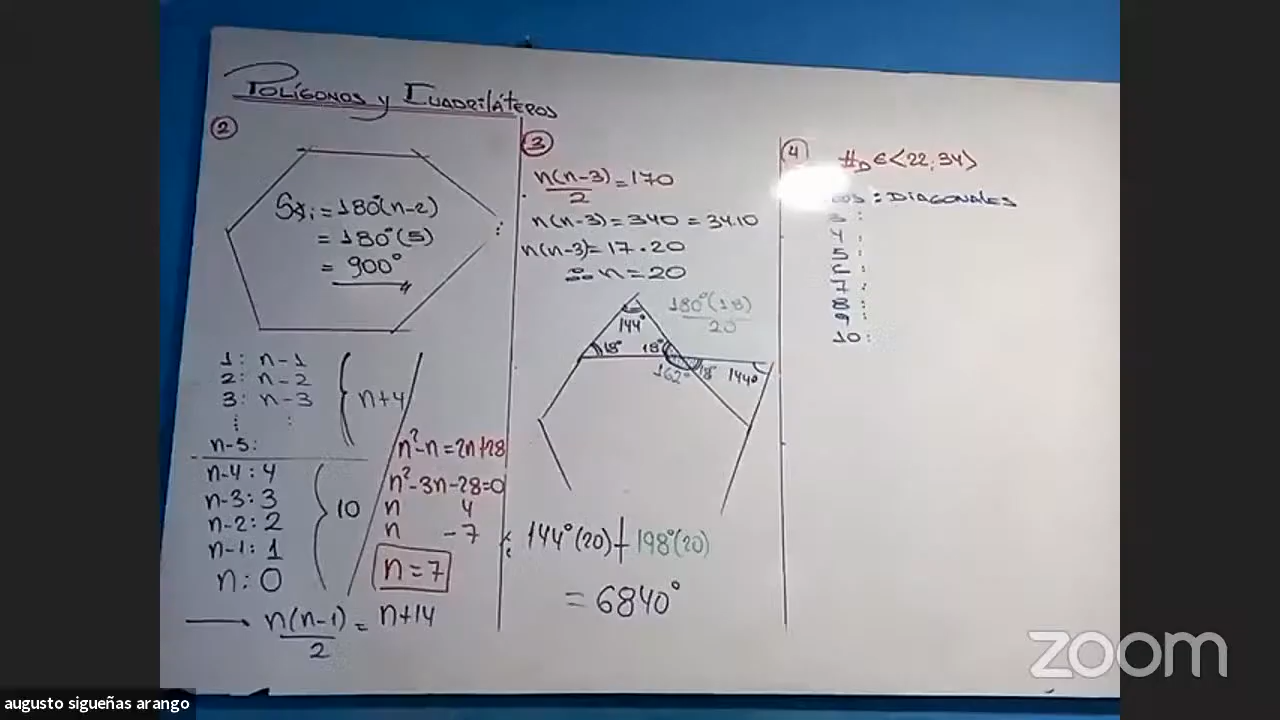 POLÍGONOS y CUADRILÁTEROS
2
S∢i = 180°(n-2)
= 180°(5)
= 900°
1: n-1
2: n-2
3: n-3
n-5:
n+4
n-4: 4
n-3: 3
n-2: 2
n-1: 1
n: 0
10
n(n-1)/2 = n+14
n²-n=2n+28
n²-3n-28=0
n 4
n -7
n=7
3
n(n-3)/2 = 170
n(n-3) = 340 = 34.10
n(n-3) = 17.20
∴ n = 20
180°(18)/20
144°
18° 18°
162° 18° 144°
144°(20) + 198°(20)
= 6840°
4
#D ∈ <22; 34>
: DIAGONALES
3 :
4 :
5 :
6 :
7 :
8 :
9 :
10 :
zoom
augusto sigueñas arango